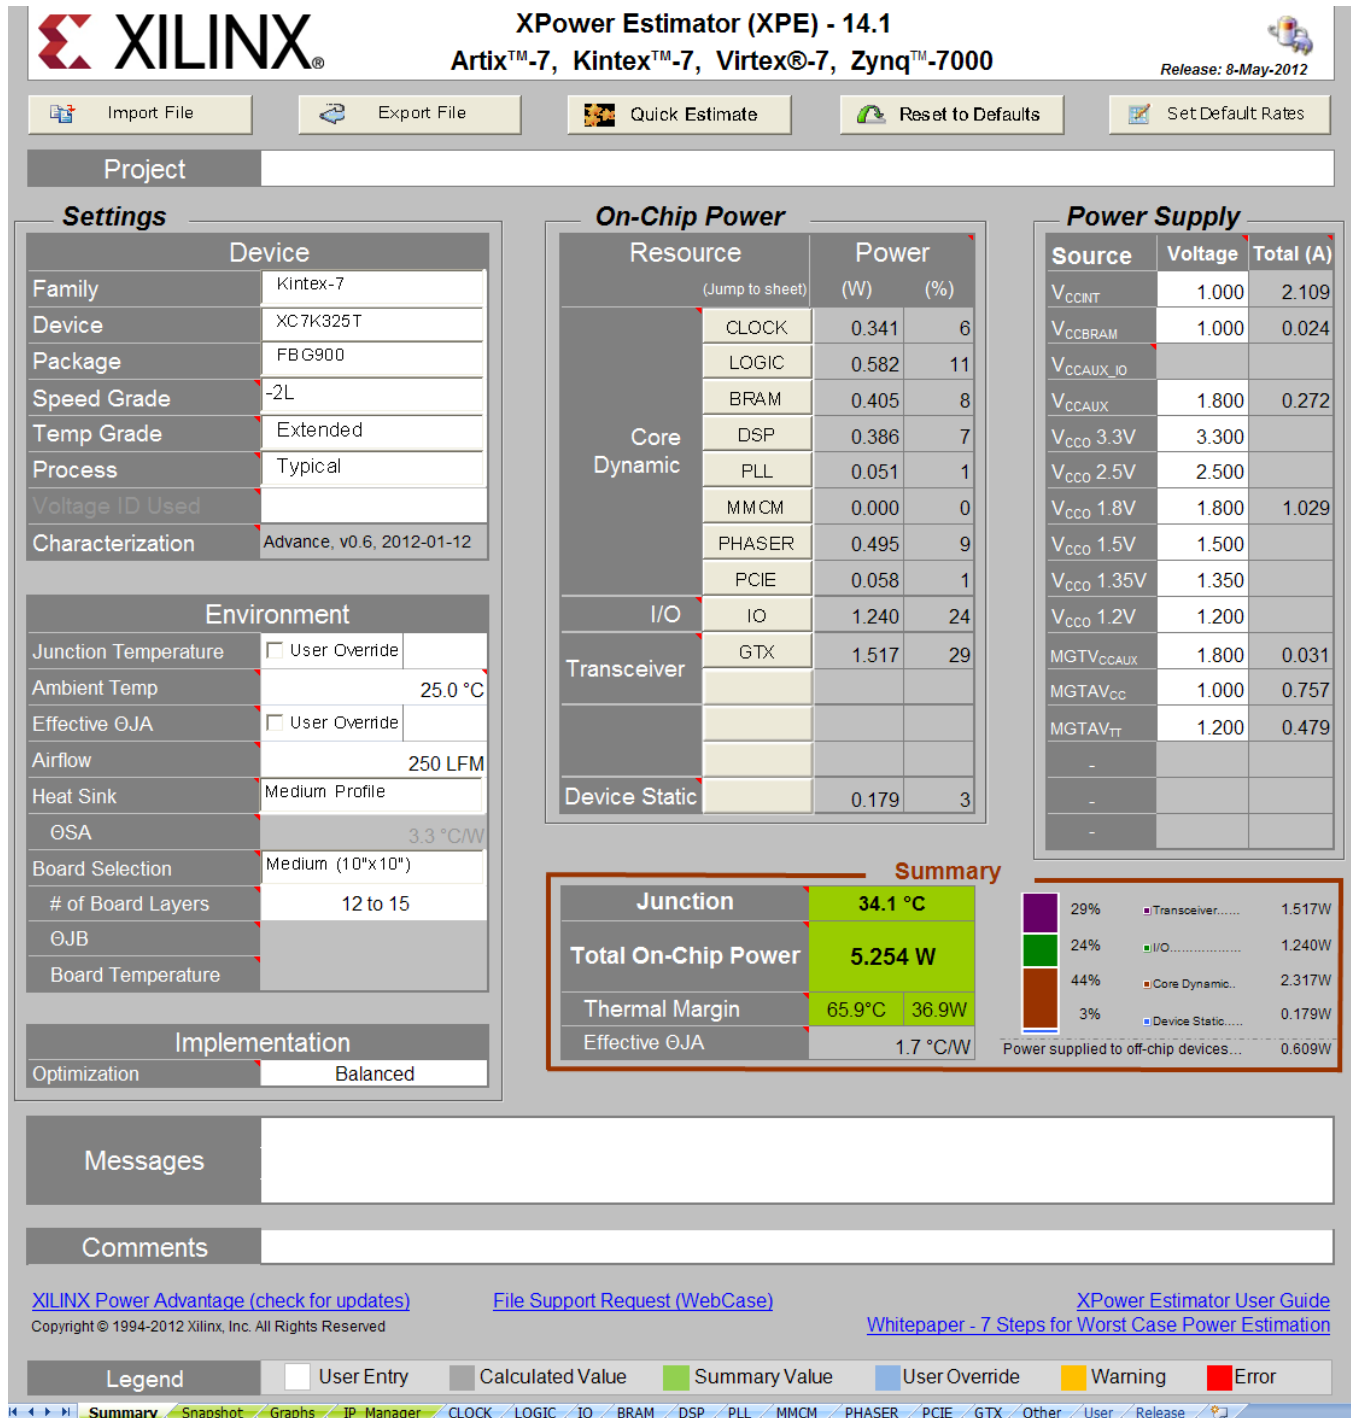 XILINX®
XPower Estimator (XPE) - 14.1
Artix™-7, Kintex™-7, Virtex®-7, Zynq™-7000
Release: 8-May-2012
Import File
Export File
Quick Estimate
Reset to Defaults
Set Default Rates
Project
Settings
Device
Family Kintex-7
Device XC7K325T
Package FBG900
Speed Grade -2L
Temp Grade Extended
Process Typical
Voltage ID Used
Characterization Advance, v0.6, 2012-01-12
Environment
Junction Temperature User Override
Ambient Temp 25.0 °C
Effective ΘJA User Override
Airflow 250 LFM
Heat Sink Medium Profile
ΘSA 3.3 °C/W
Board Selection Medium (10"x10")
# of Board Layers 12 to 15
ΘJB
Board Temperature
Implementation
Optimization Balanced
On-Chip Power
Resource Power
(Jump to sheet) (W) (%)
Core Dynamic
CLOCK 0.341 6
LOGIC 0.582 11
BRAM 0.405 8
DSP 0.386 7
PLL 0.051 1
MMCM 0.000 0
PHASER 0.495 9
PCIE 0.058 1
I/O IO 1.240 24
Transceiver GTX 1.517 29
Device Static 0.179 3
Power Supply
Source Voltage Total (A)
VCCINT 1.000 2.109
VCCBRAM 1.000 0.024
VCCAUX_IO
VCCAUX 1.800 0.272
VCCO 3.3V 3.300
VCCO 2.5V 2.500
VCCO 1.8V 1.800 1.029
VCCO 1.5V 1.500
VCCO 1.35V 1.350
VCCO 1.2V 1.200
MGTVCCAUX 1.800 0.031
MGTAVCC 1.000 0.757
MGTAVTT 1.200 0.479
-
-
-
Summary
Junction 34.1 °C
Total On-Chip Power 5.254 W
Thermal Margin 65.9°C 36.9W
Effective ΘJA 1.7 °C/W
29% Transceiver...... 1.517W
24% I/O.................. 1.240W
44% Core Dynamic.. 2.317W
3% Device Static..... 0.179W
Power supplied to off-chip devices... 0.609W
Messages
Comments
XILINX Power Advantage (check for updates)
File Support Request (WebCase)
XPower Estimator User Guide
Copyright © 1994-2012 Xilinx, Inc. All Rights Reserved
Whitepaper - 7 Steps for Worst Case Power Estimation
Legend User Entry Calculated Value Summary Value User Override Warning Error
Summary Snapshot Graphs IP_Manager CLOCK LOGIC IO BRAM DSP PLL MMCM PHASER PCIE GTX Other User Release